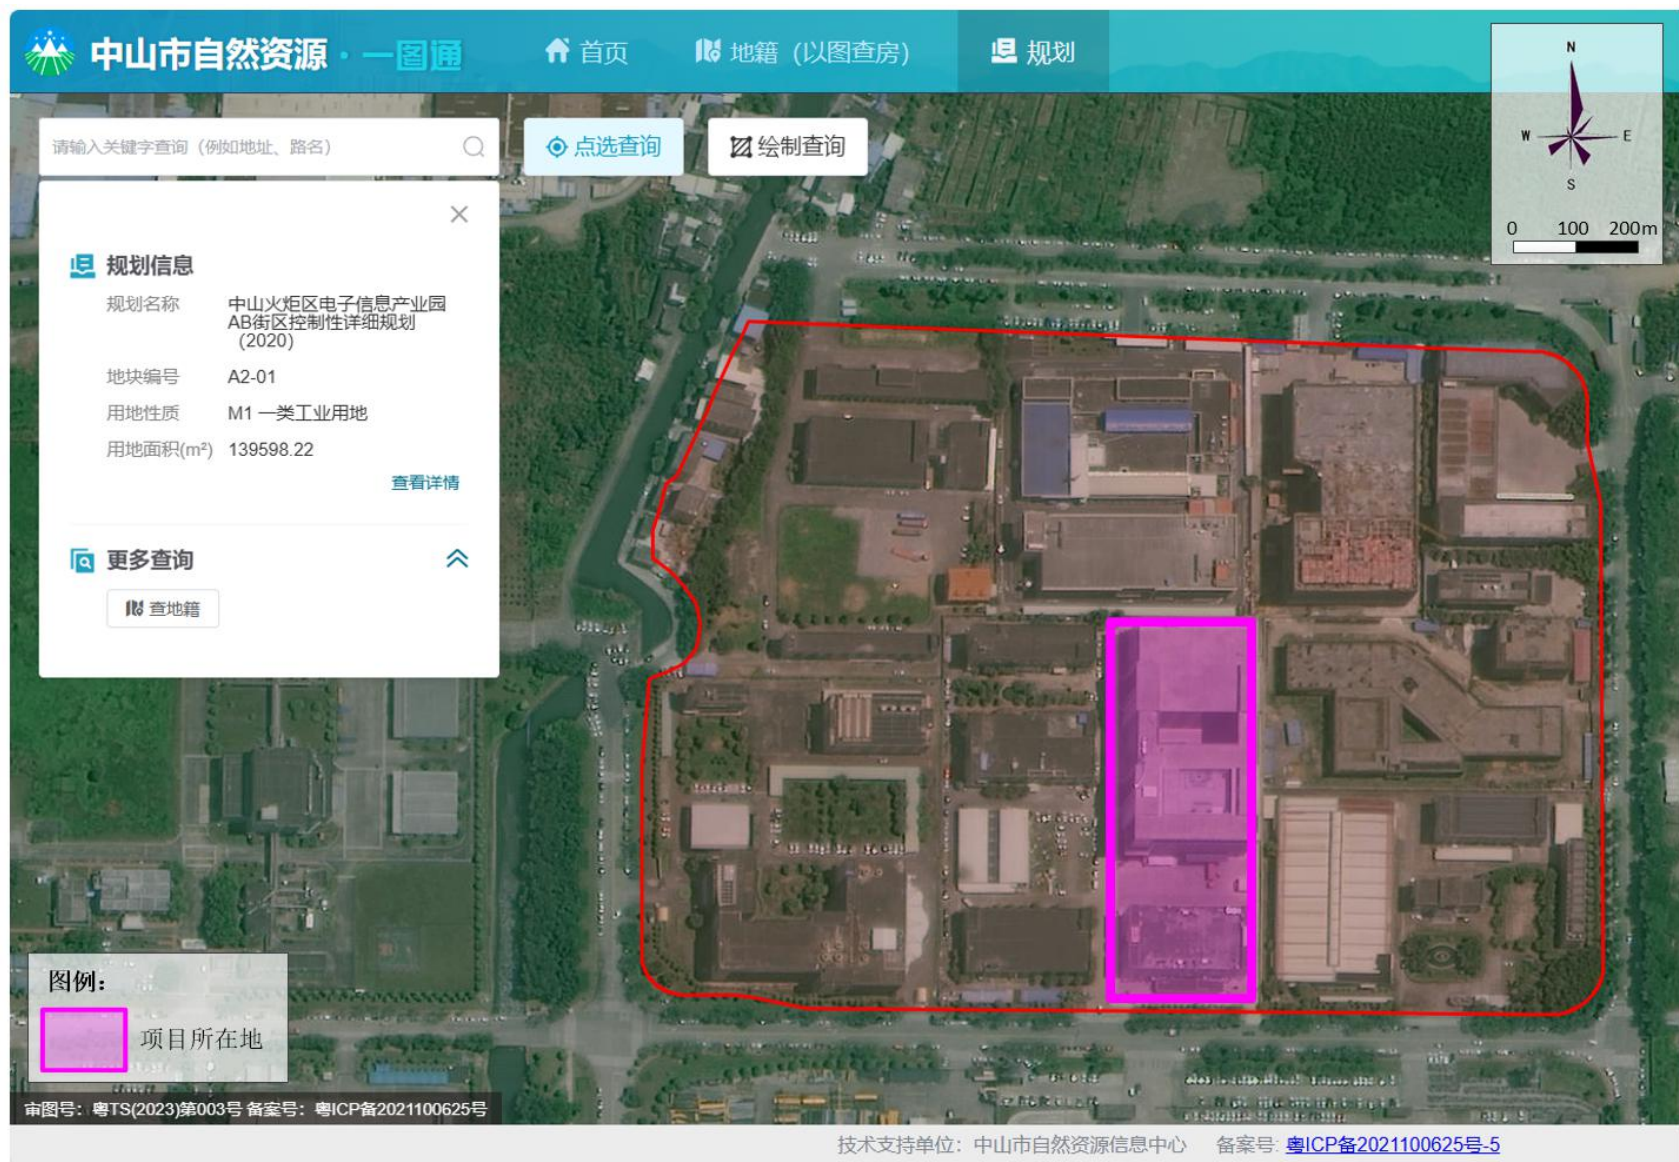 中山市自然资源·一图通
首页
地籍（以图查房）
规划
N
W
E
S
0 100 200m
请输入关键字查询（例如地址、路名）
点选查询
绘制查询
规划信息
规划名称 中山火炬区电子信息产业园
AB街区控制性详细规划
（2020）
地块编号 A2-01
用地性质 M1 一类工业用地
用地面积(m²) 139598.22
查看详情
更多查询
查地籍
图例：
项目所在地
审图号：粤TS(2023)第003号 备案号：粤ICP备2021100625号
技术支持单位：中山市自然资源信息中心 备案号: 粤ICP备2021100625号-5